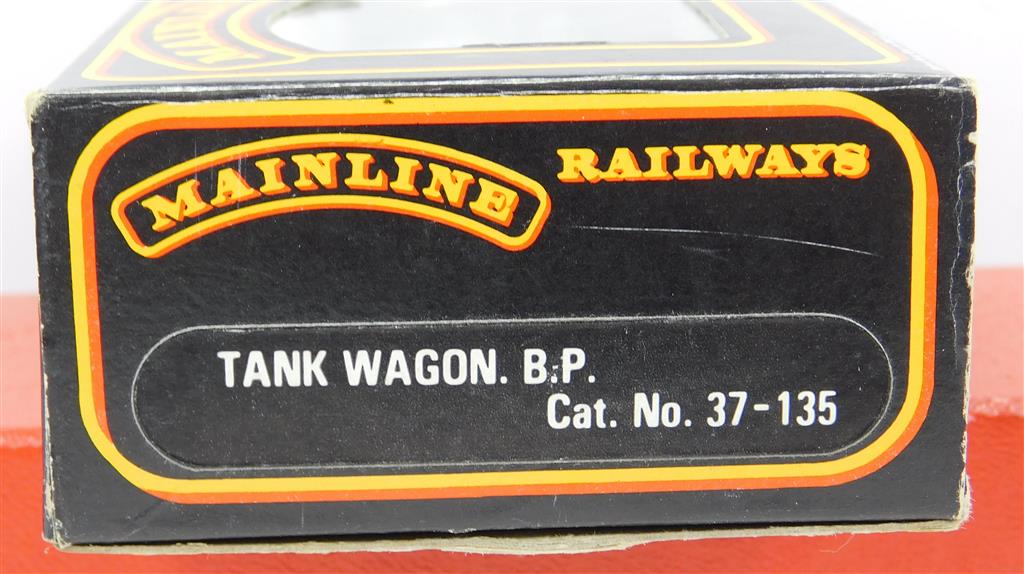 MAINLINE RAILWAYS
TANK WAGON. B.P.
Cat. No. 37-135